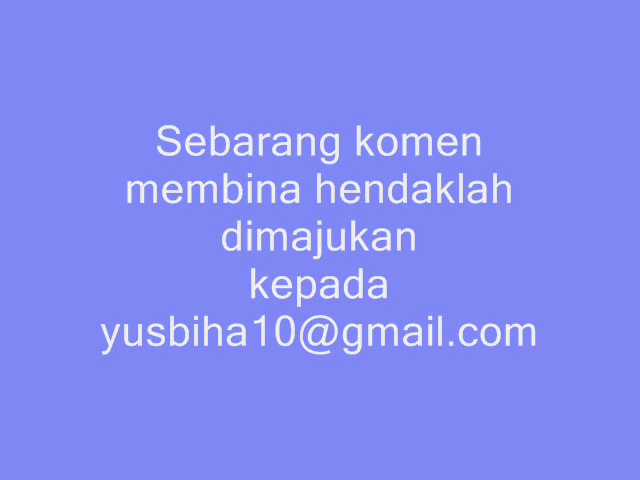 Sebarang komen
membina hendaklah
dimajukan
kepada
yusbiha10@gmail.com